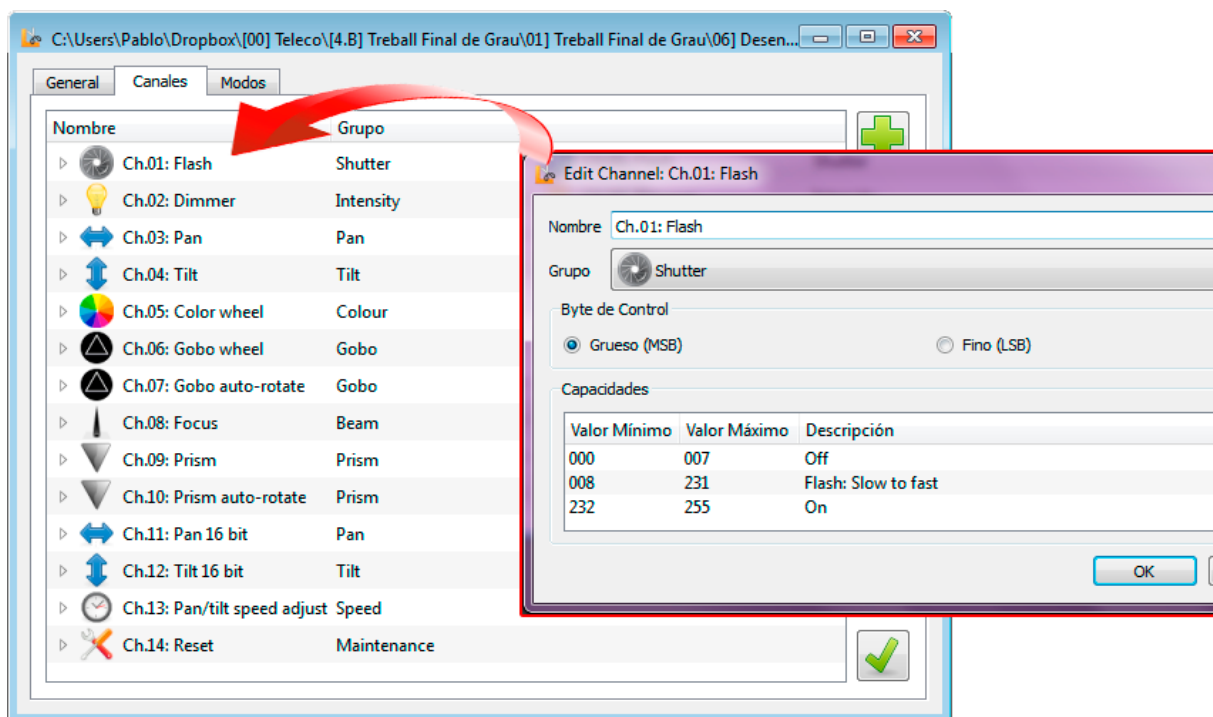 C:\Users\Pablo\Dropbox\[00] Teleco\[4.B] Treball Final de Grau\01] Treball Final de Grau\06] Desen...
General Canales Modos
Nombre Grupo
Ch.01: Flash Shutter
Ch.02: Dimmer Intensity
Ch.03: Pan Pan
Ch.04: Tilt Tilt
Ch.05: Color wheel Colour
Ch.06: Gobo wheel Gobo
Ch.07: Gobo auto-rotate Gobo
Ch.08: Focus Beam
Ch.09: Prism Prism
Ch.10: Prism auto-rotate Prism
Ch.11: Pan 16 bit Pan
Ch.12: Tilt 16 bit Tilt
Ch.13: Pan/tilt speed adjust Speed
Ch.14: Reset Maintenance
Edit Channel: Ch.01: Flash
Nombre Ch.01: Flash
Grupo Shutter
Byte de Control
Grueso (MSB) Fino (LSB)
Capacidades
Valor Mínimo Valor Máximo Descripción
000 007 Off
008 231 Flash: Slow to fast
232 255 On
OK